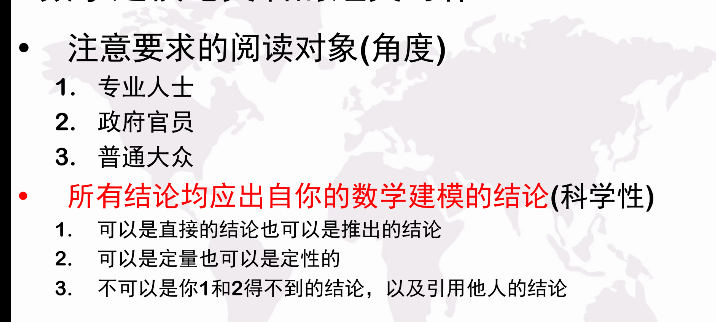 • 注意要求的阅读对象(角度)
1. 专业人士
2. 政府官员
3. 普通大众
• 所有结论均应出自你的数学建模的结论(科学性)
1. 可以是直接的结论也可以是推出的结论
2. 可以是定量也可以是定性的
3. 不可以是你1和2得不到的结论，以及引用他人的结论